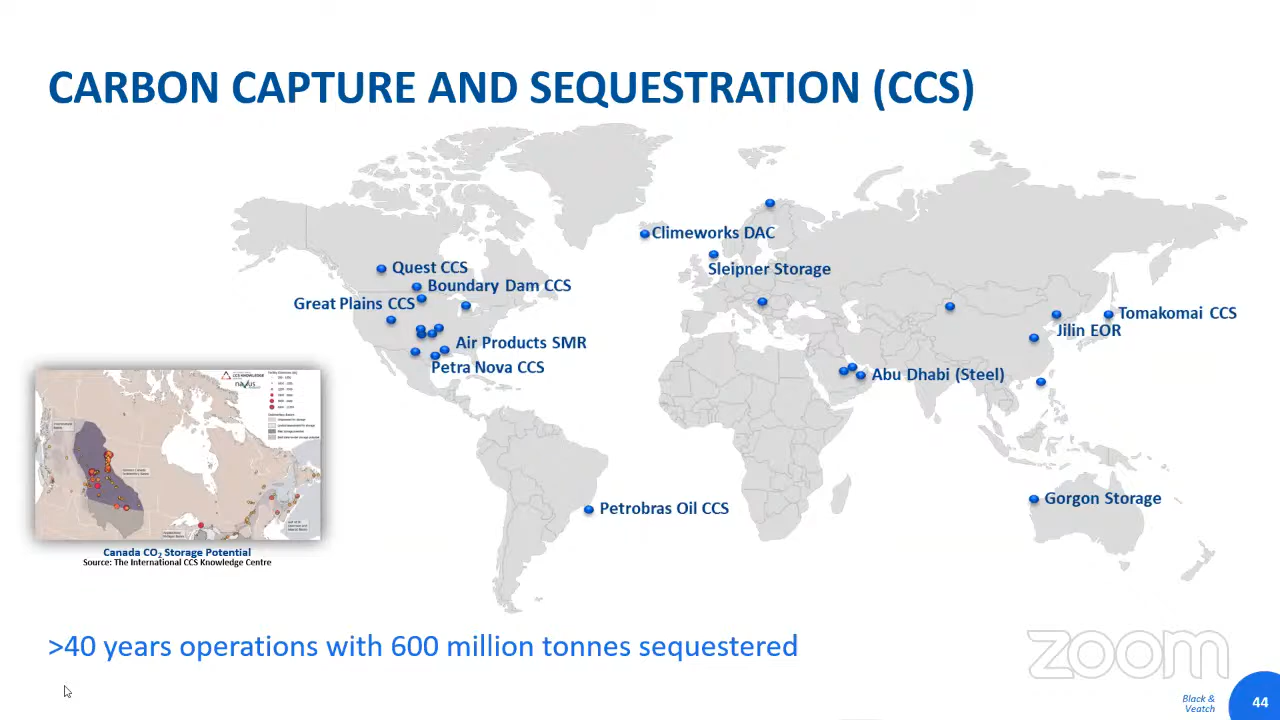 CARBON CAPTURE AND SEQUESTRATION (CCS)
Climeworks DAC
Sleipner Storage
Quest CCS
Boundary Dam CCS
Great Plains CCS
Tomakomai CCS
Jilin EOR
Air Products SMR
Petra Nova CCS
Abu Dhabi (Steel)
CCS KNOWLEDGE
Gorgon Storage
Petrobras Oil CCS
Canada CO₂ Storage Potential
Source: The International CCS Knowledge Centre
>40 years operations with 600 million tonnes sequestered
zoom
Black &
Veatch
44